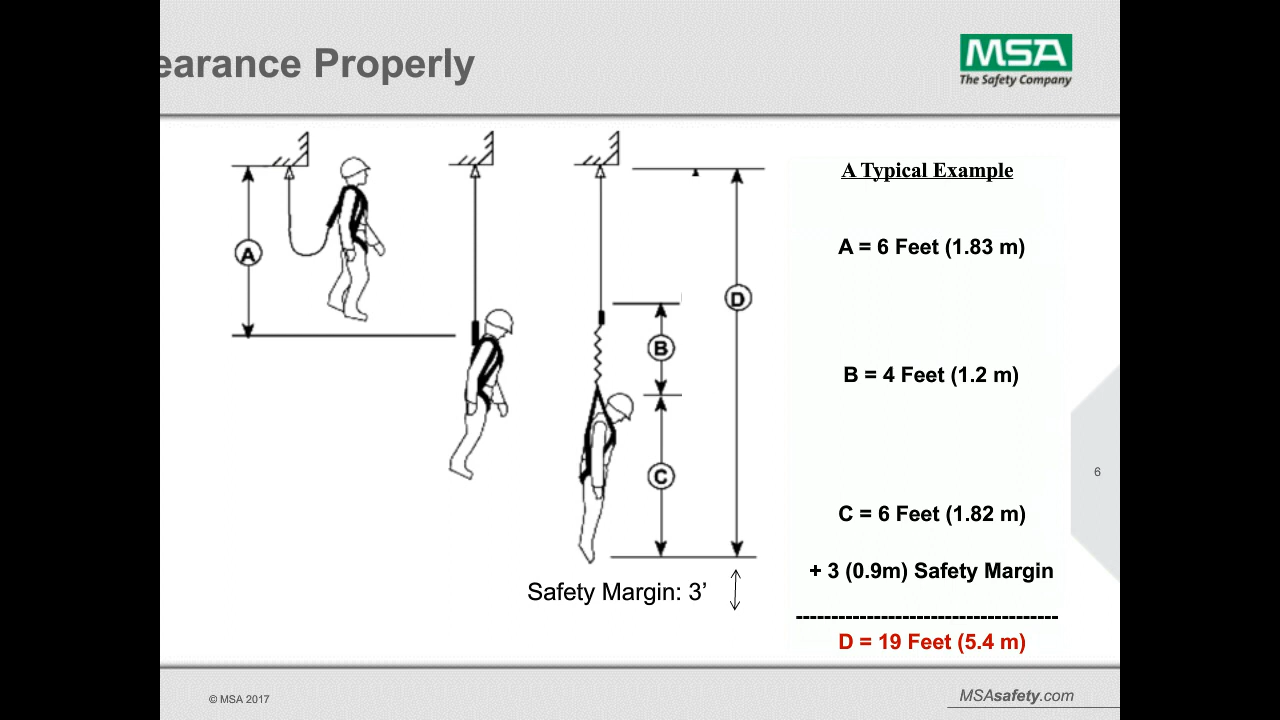 earance Properly
MSA
The Safety Company
A Typical Example
A
A = 6 Feet (1.83 m)
D
B
B = 4 Feet (1.2 m)
C
6
C = 6 Feet (1.82 m)
+ 3 (0.9m) Safety Margin
Safety Margin: 3’
-------------------------------------
D = 19 Feet (5.4 m)
© MSA 2017
MSAsafety.com